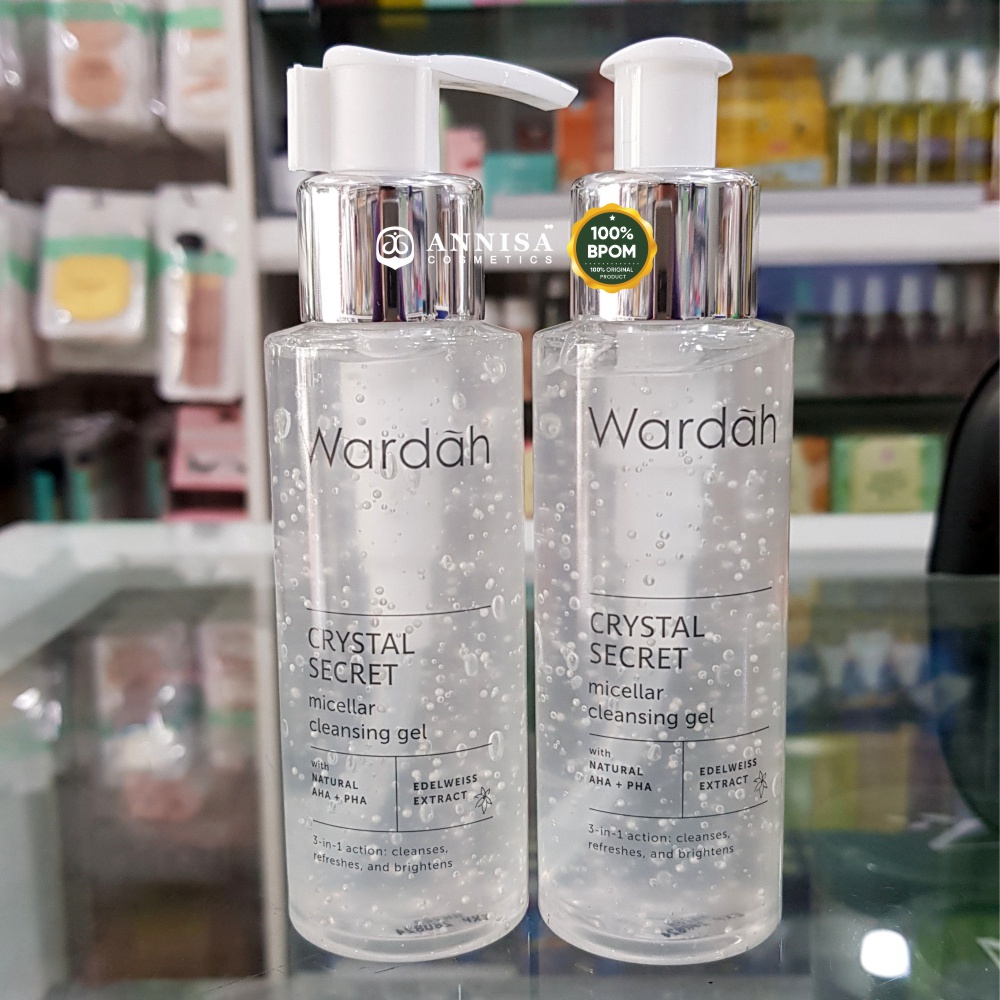 ANNISA
COSMETICS
100%
BPOM
100% ORIGINAL
PRODUCT
Wardāh
CRYSTAL
SECRET
micellar
cleansing gel
with
NATURAL
AHA + PHA
EDELWEISS
EXTRACT
3-in-1 action: cleanses,
refreshes, and brightens
Wardāh
CRYSTAL
SECRET
micellar
cleansing gel
with
NATURAL
AHA + PHA
EDELWEISS
EXTRACT
3-in-1 action: cleanses,
refreshes, and brightens